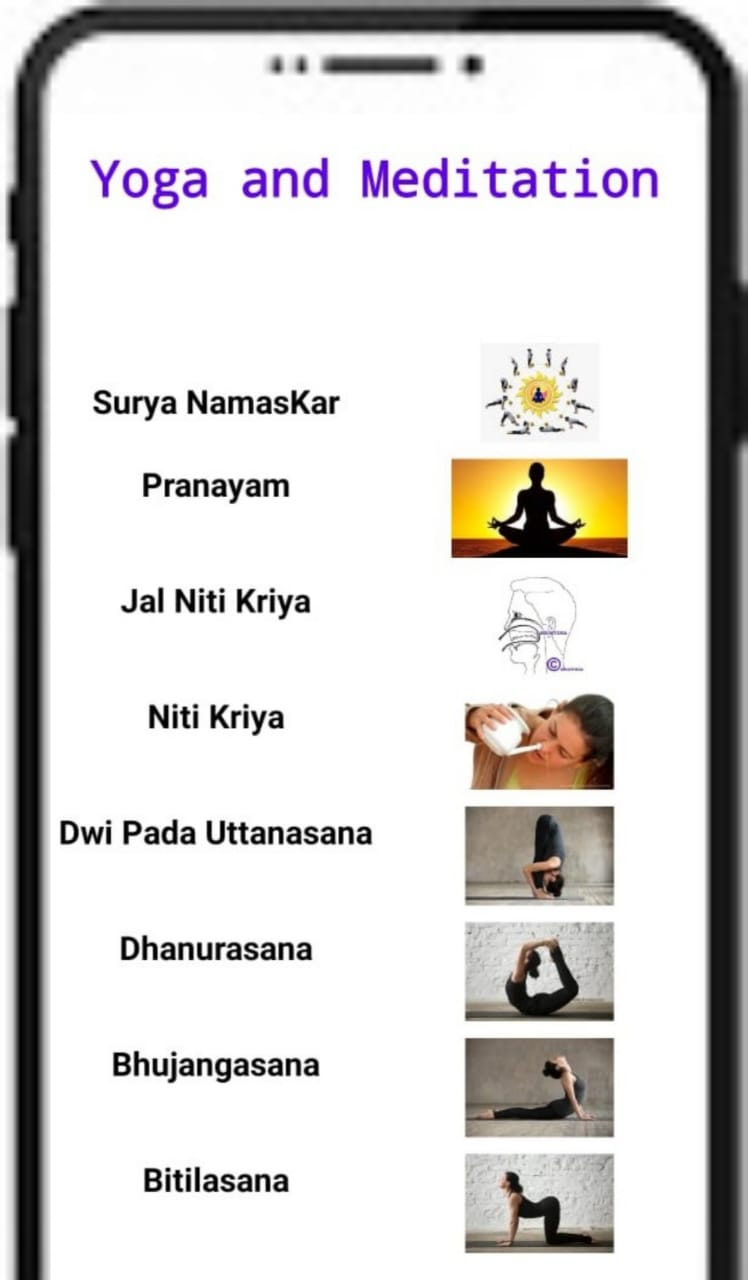 Yoga and Meditation
Surya NamasKar
Pranayam
Jal Niti Kriya
Niti Kriya
Dwi Pada Uttanasana
Dhanurasana
Bhujangasana
Bitilasana